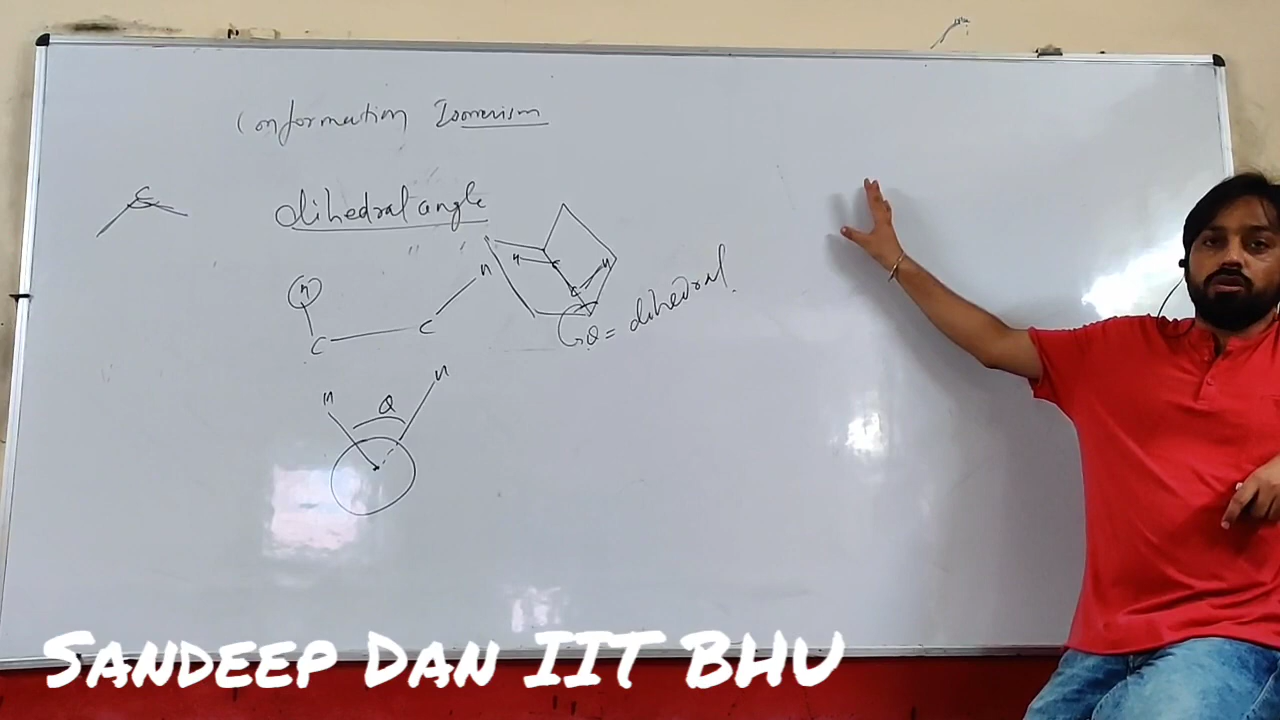 Conformation Isomerism
dihedral angle
C
H
H
C
C
H
C
C
H
θ = dihedral.
H
θ
H
SANDEEP DAN IIT BHU